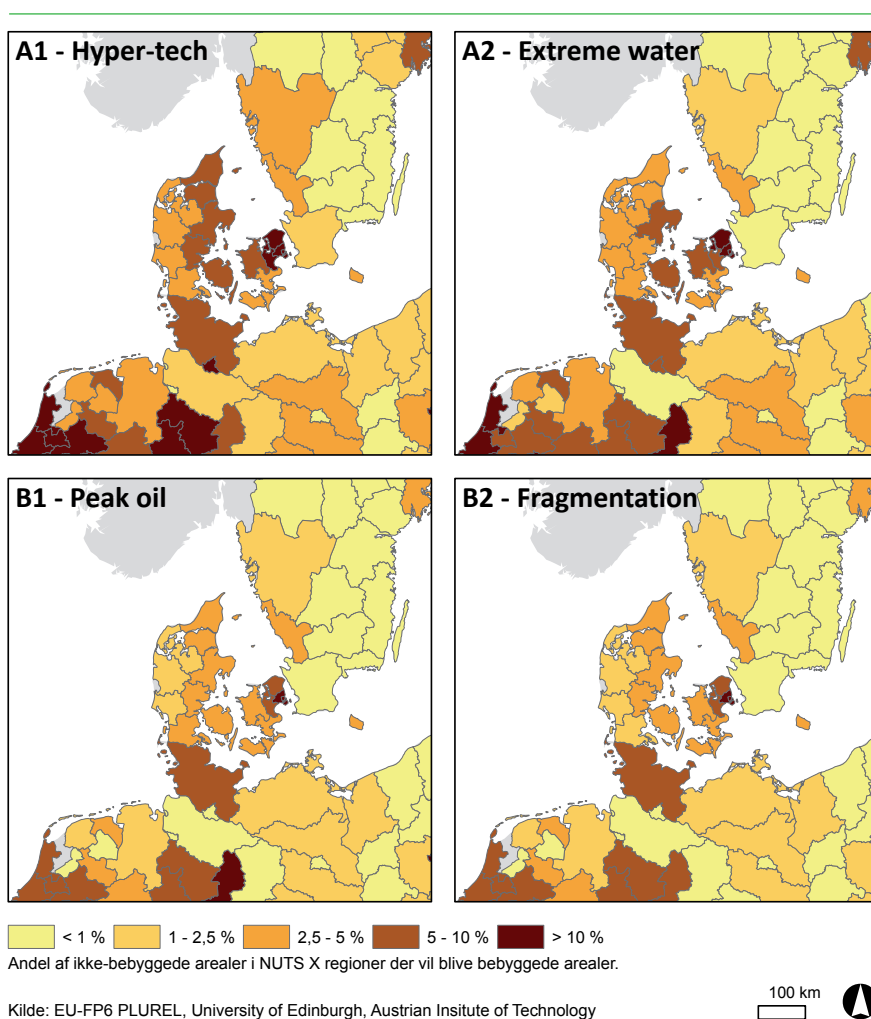 A1 - Hyper-tech
A2 - Extreme water
B1 - Peak oil
B2 - Fragmentation
< 1 % 1 - 2,5 % 2,5 - 5 % 5 - 10 % > 10 %
Andel af ikke-bebyggede arealer i NUTS X regioner der vil blive bebyggede arealer.
100 km
Kilde: EU-FP6 PLUREL, University of Edinburgh, Austrian Insitute of Technology